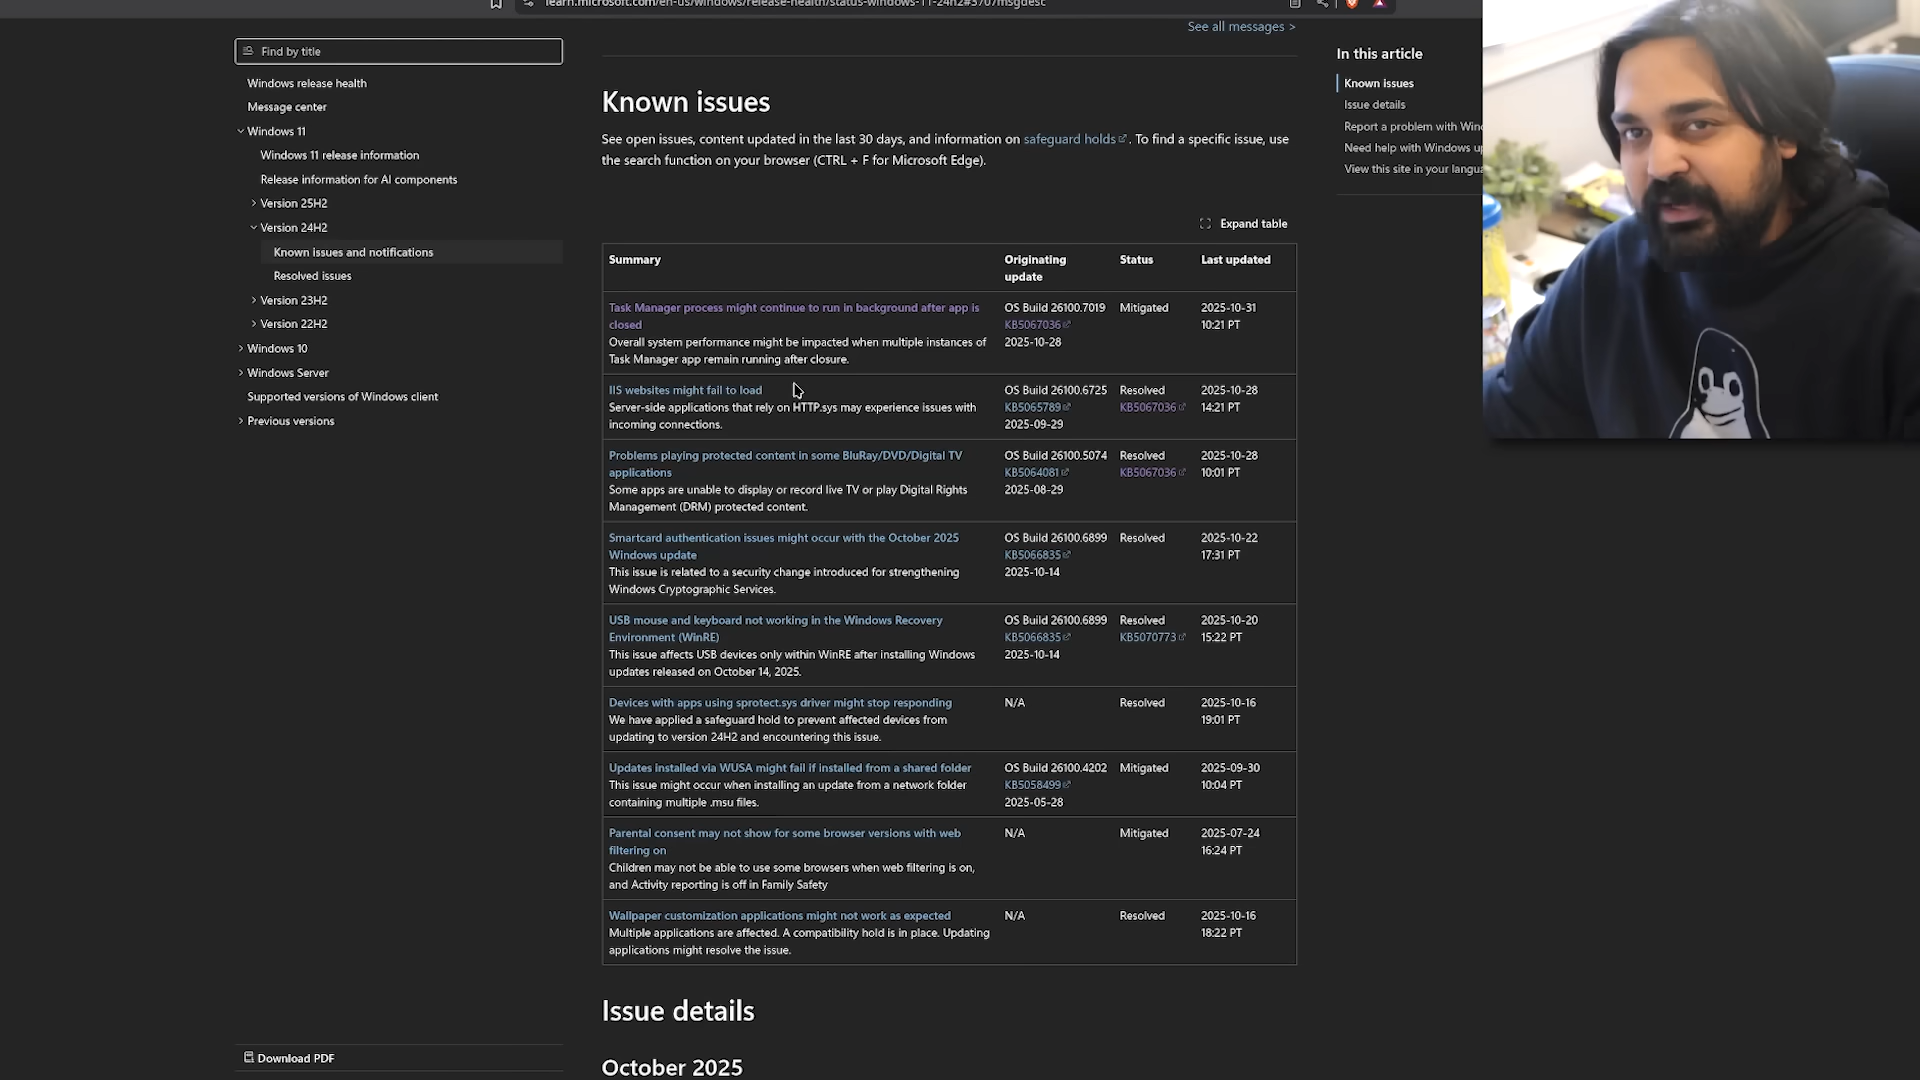 learn.microsoft.com/en-us/windows/release-health/status-windows-11-24h2#3707msgdesc
See all messages >
Find by title
Windows release health
Message center
Windows 11
Windows 11 release information
Release information for AI components
Version 25H2
Version 24H2
Known issues and notifications
Resolved issues
Version 23H2
Version 22H2
Windows 10
Windows Server
Supported versions of Windows client
Previous versions
Download PDF
Known issues
See open issues, content updated in the last 30 days, and information on safeguard holds. To find a specific issue, use
the search function on your browser (CTRL + F for Microsoft Edge).
Expand table
Summary
Originating
update
Status
Last updated
Task Manager process might continue to run in background after app is
closed
Overall system performance might be impacted when multiple instances of
Task Manager app remain running after closure.
OS Build 26100.7019
KB5067036
2025-10-28
Mitigated
2025-10-31
10:21 PT
IIS websites might fail to load
Server-side applications that rely on HTTP.sys may experience issues with
incoming connections.
OS Build 26100.6725
KB5065789
2025-09-29
Resolved
KB5067036
2025-10-28
14:21 PT
Problems playing protected content in some BluRay/DVD/Digital TV
applications
Some apps are unable to display or record live TV or play Digital Rights
Management (DRM) protected content.
OS Build 26100.5074
KB5064081
2025-08-29
Resolved
KB5067036
2025-10-28
10:01 PT
Smartcard authentication issues might occur with the October 2025
Windows update
This issue is related to a security change introduced for strengthening
Windows Cryptographic Services.
OS Build 26100.6899
KB5066835
2025-10-14
Resolved
2025-10-22
17:31 PT
USB mouse and keyboard not working in the Windows Recovery
Environment (WinRE)
This issue affects USB devices only within WinRE after installing Windows
updates released on October 14, 2025.
OS Build 26100.6899
KB5066835
2025-10-14
Resolved
KB5070773
2025-10-20
15:22 PT
Devices with apps using sprotect.sys driver might stop responding
We have applied a safeguard hold to prevent affected devices from
updating to version 24H2 and encountering this issue.
N/A
Resolved
2025-10-16
19:01 PT
Updates installed via WUSA might fail if installed from a shared folder
This issue might occur when installing an update from a network folder
containing multiple .msu files.
OS Build 26100.4202
KB5058499
2025-05-28
Mitigated
2025-09-30
10:04 PT
Parental consent may not show for some browser versions with web
filtering on
Children may not be able to use some browsers when web filtering is on,
and Activity reporting is off in Family Safety
N/A
Mitigated
2025-07-24
16:24 PT
Wallpaper customization applications might not work as expected
Multiple applications are affected. A compatibility hold is in place. Updating
applications might resolve the issue.
N/A
Resolved
2025-10-16
18:22 PT
Issue details
October 2025
In this article
Known issues
Issue details
Report a problem with Wind
Need help with Windows up
View this site in your langua